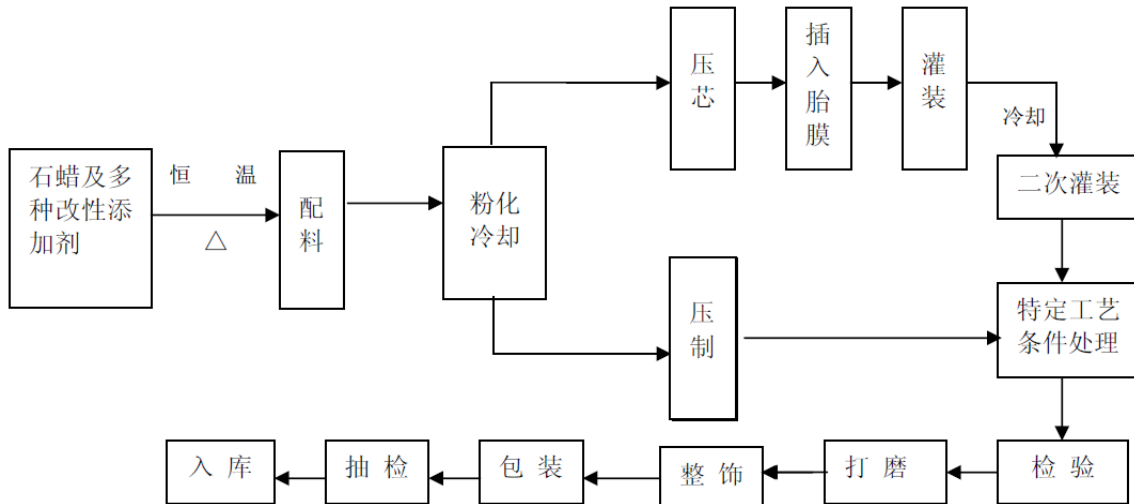 石蜡及多
种改性添
加剂
恒 温
△
配
料
粉化
冷却
压
芯
插
入
胎
膜
灌
装
冷却
二次灌装
压
制
特定工艺
条件处理
检 验
打 磨
整 饰
包 装
抽 检
入 库